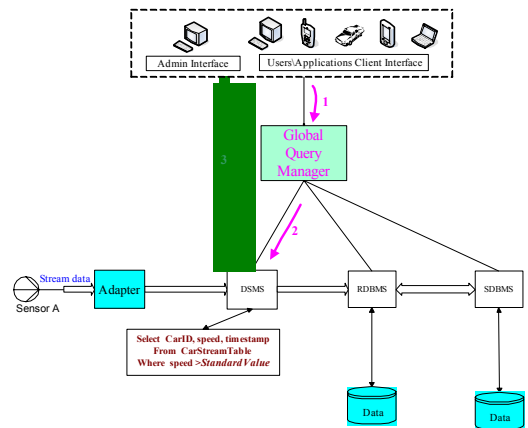 Admin Interface
Users\Applications Client Interface
1
Global
Query
Manager
3
2
Stream data
Sensor A
Adapter
DSMS
RDBMS
SDBMS
Select CarID, speed, timestamp
From CarStreamTable
Where speed >StandardValue
Data
Data